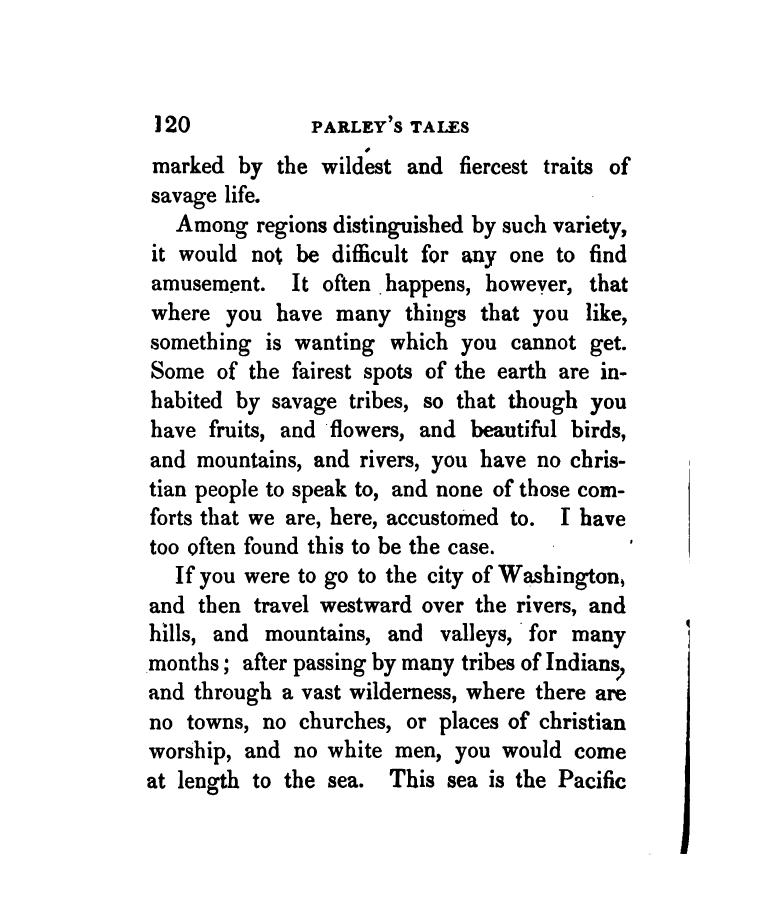 120 PARLEY'S TALES
marked by the wildest and fiercest traits of
savage life.
Among regions distinguished by such variety,
it would not be difficult for any one to find
amusement. It often happens, however, that
where you have many things that you like,
something is wanting which you cannot get.
Some of the fairest spots of the earth are in-
habited by savage tribes, so that though you
have fruits, and flowers, and beautiful birds,
and mountains, and rivers, you have no chris-
tian people to speak to, and none of those com-
forts that we are, here, accustomed to. I have
too often found this to be the case.
If you were to go to the city of Washington,
and then travel westward over the rivers, and
hills, and mountains, and valleys, for many
months; after passing by many tribes of Indians,
and through a vast wilderness, where there are
no towns, no churches, or places of christian
worship, and no white men, you would come
at length to the sea. This sea is the Pacific